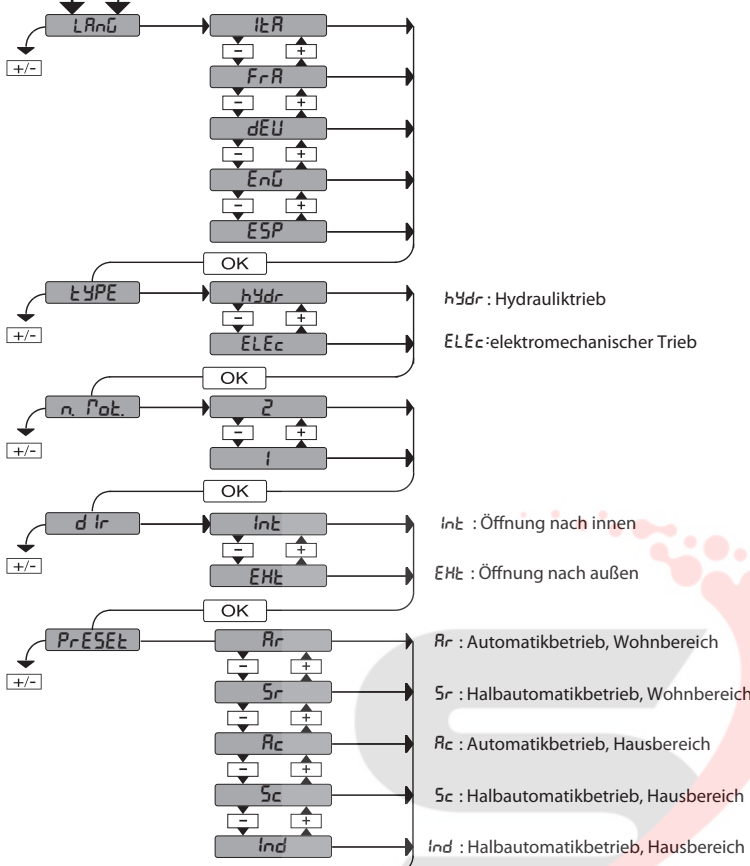 LAnG
ItA
+/-
-
+
FrA
-
+
dEU
-
+
EnG
-
+
ESP
OK
tYPE
hYdr
hYdr : Hydrauliktrieb
+/-
-
+
ELEc
ELEc:elektromechanischer Trieb
OK
n. Mot.
2
+/-
-
+
1
OK
dIr
Int
Int : Öffnung nach innen
+/-
-
+
EHt
EHt : Öffnung nach außen
OK
PrESEt
Ar
Ar : Automatikbetrieb, Wohnbereich
+/-
-
+
Sr
Sr : Halbautomatikbetrieb, Wohnbereich
-
+
Ac
Ac : Automatikbetrieb, Hausbereich
-
+
Sc
Sc : Halbautomatikbetrieb, Hausbereich
-
+
Ind
Ind : Halbautomatikbetrieb, Hausbereich